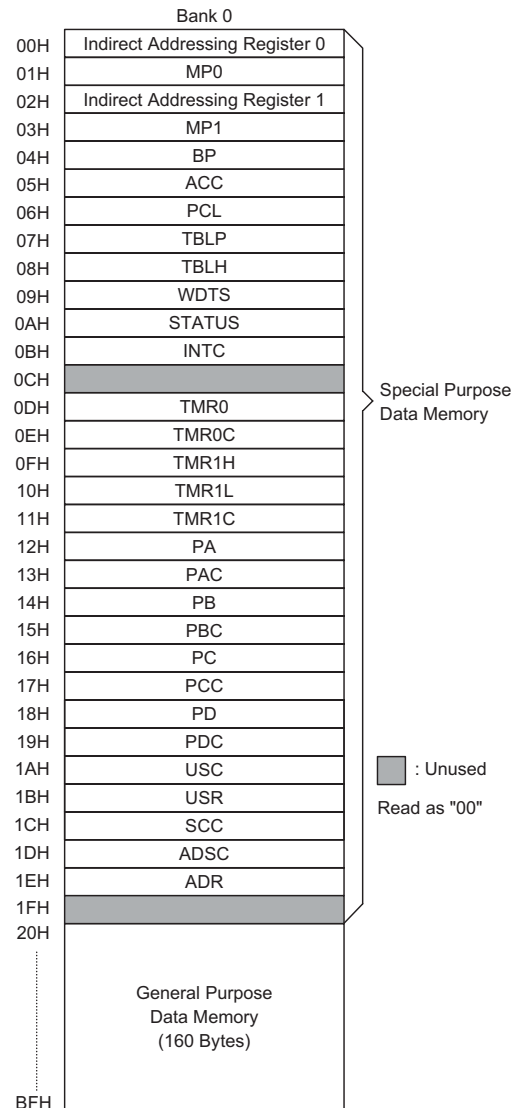 Bank 0
00H Indirect Addressing Register 0
01H MP0
02H Indirect Addressing Register 1
03H MP1
04H BP
05H ACC
06H PCL
07H TBLP
08H TBLH
09H WDTS
0AH STATUS
0BH INTC
0CH
0DH TMR0
0EH TMR0C
0FH TMR1H
10H TMR1L
11H TMR1C
12H PA
13H PAC
14H PB
15H PBC
16H PC
17H PCC
18H PD
19H PDC
1AH USC
1BH USR
1CH SCC
1DH ADSC
1EH ADR
1FH
20H
General Purpose
Data Memory
(160 Bytes)
BFH
Special Purpose
Data Memory
: Unused
Read as "00"